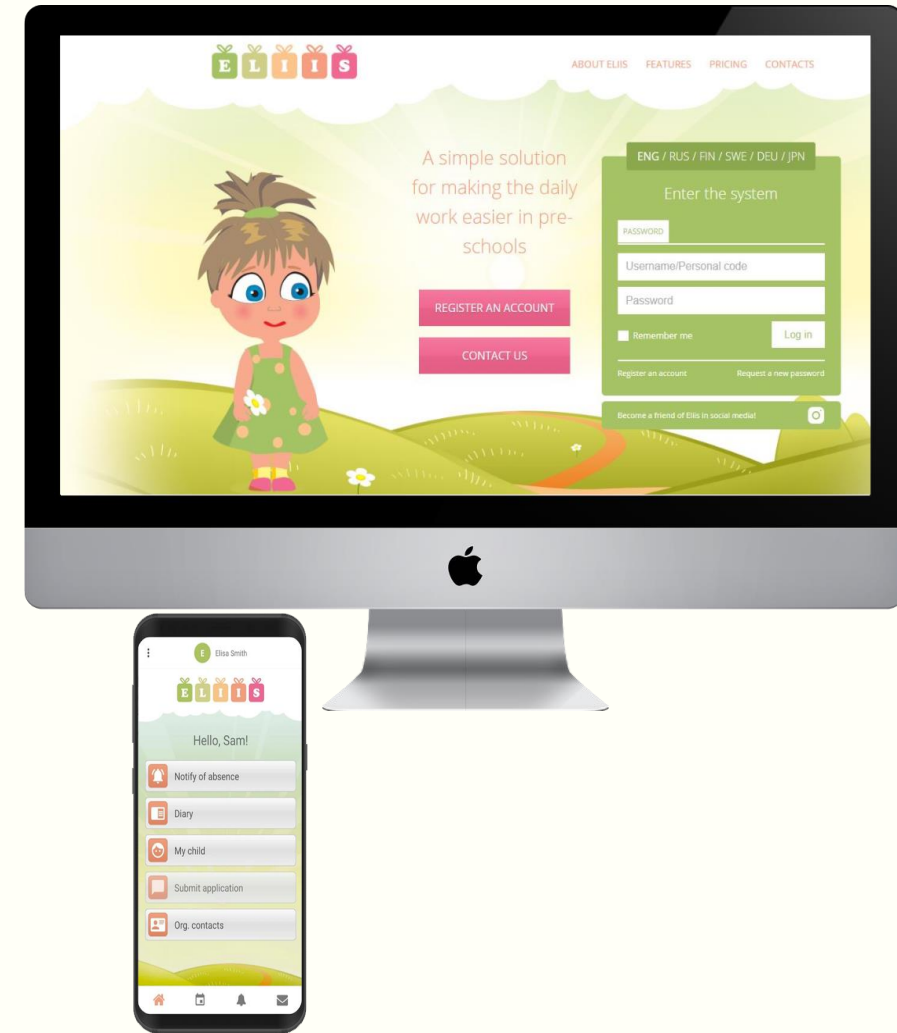 ELIIS
ABOUT ELIIS FEATURES PRICING CONTACTS
A simple solution
for making the daily
work easier in pre-
schools
REGISTER AN ACCOUNT
CONTACT US
ENG / RUS / FIN / SWE / DEU / JPN
Enter the system
PASSWORD
Username/Personal code
Password
Remember me
Log in
Register an account
Request a new password
Become a friend of Eliis in social media!
E Elisa Smith
ELIIS
Hello, Sam!
Notify of absence
Diary
My child
Submit application
Org. contacts